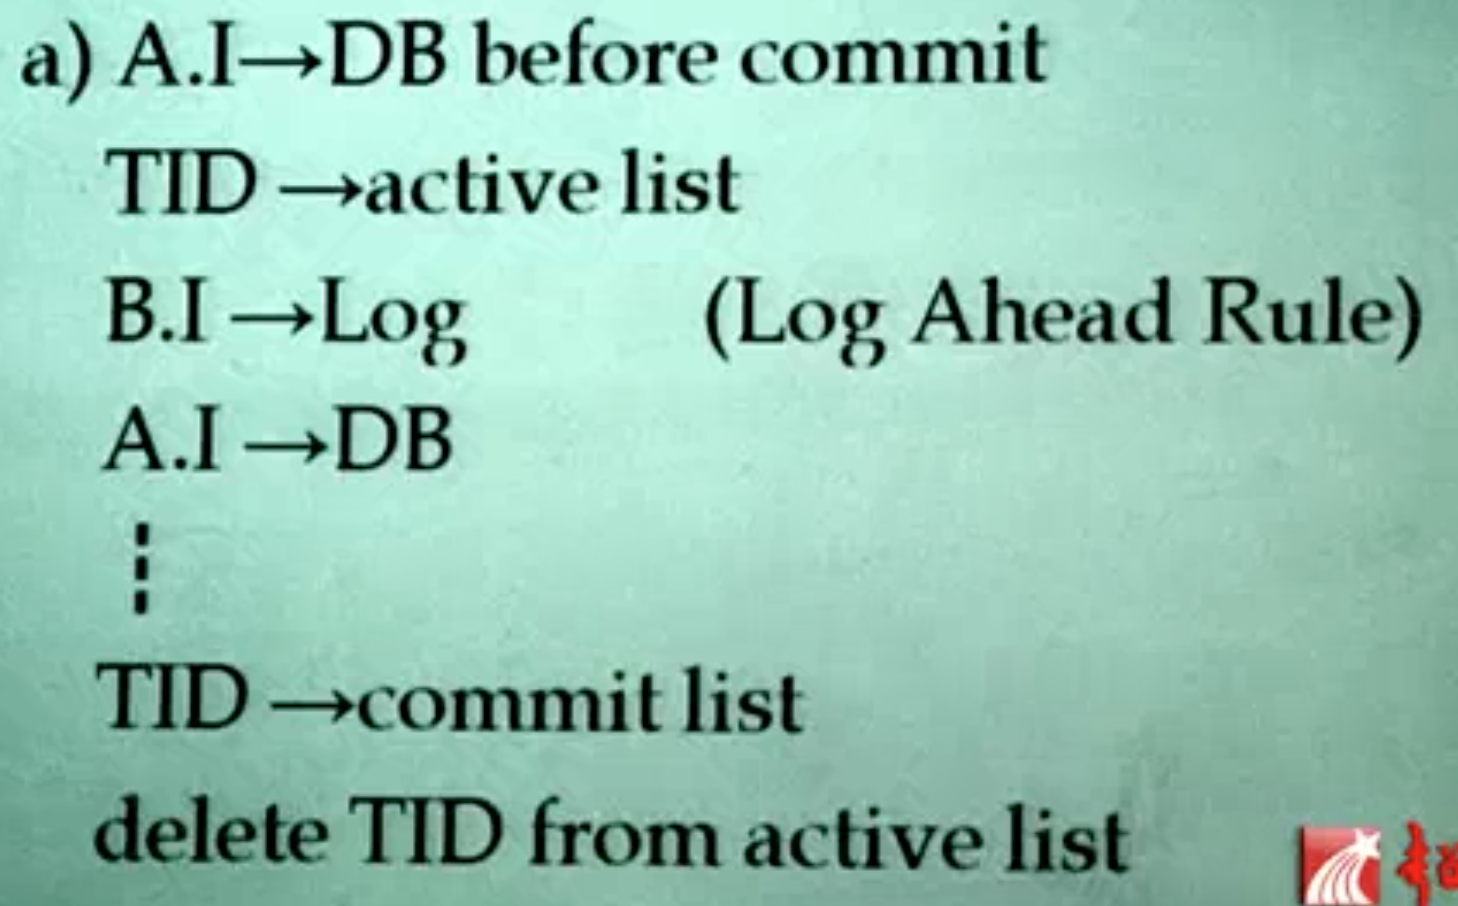 a) A.I→DB before commit
TID →active list
B.I →Log (Log Ahead Rule)
A.I →DB
⋮
TID →commit list
delete TID from active list